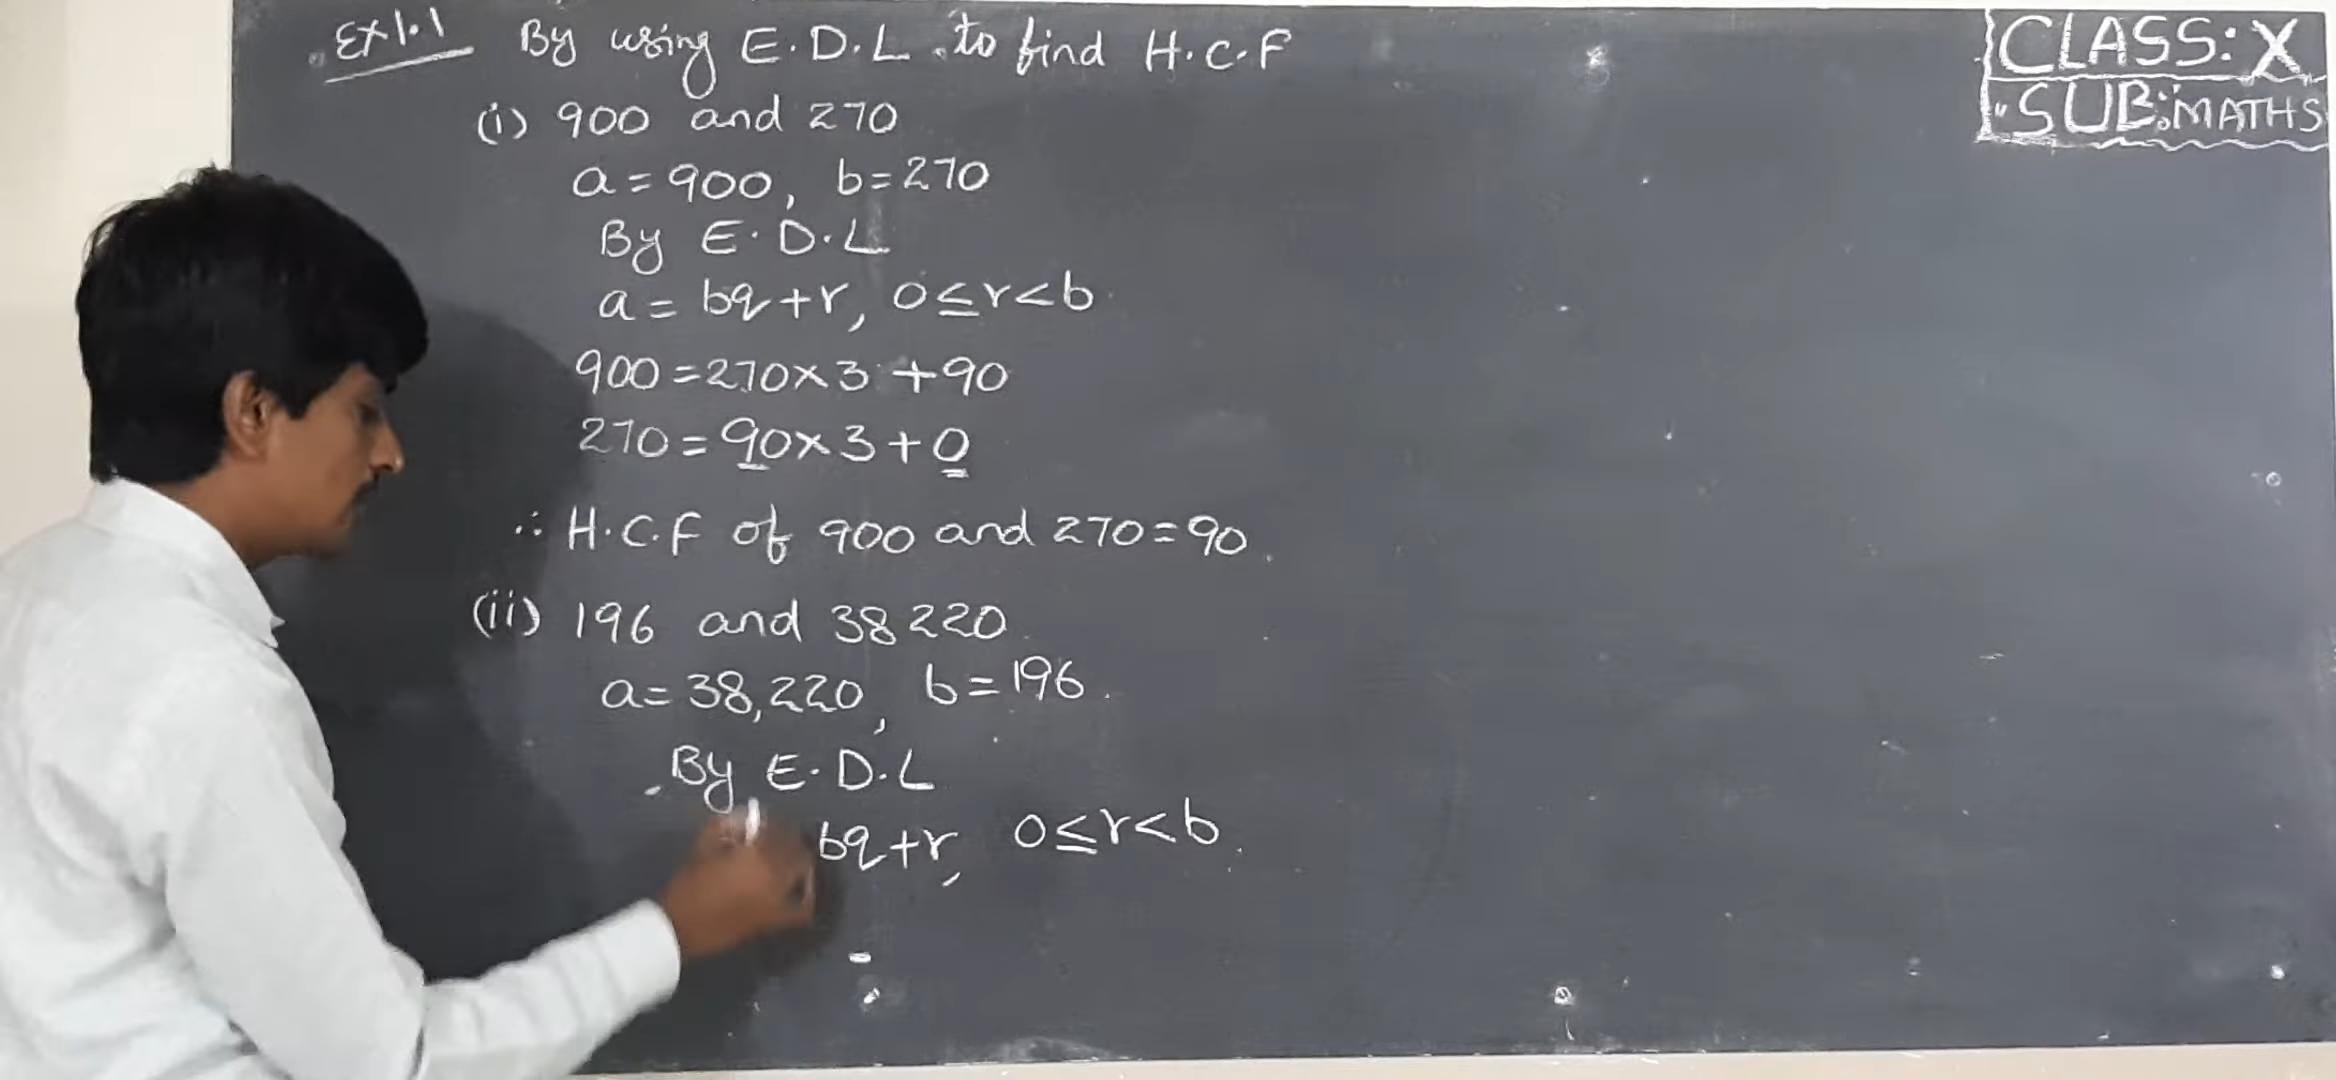 Ex 1.1 By using E.D.L. to find H.C.F
CLASS: X
SUB: MATHS
(i) 900 and 270
a = 900, b = 270
By E.D.L
a = bq + r, 0 ≤ r < b
900 = 270 × 3 + 90
270 = 90 × 3 + 0
∴ H.C.F of 900 and 270 = 90
(ii) 196 and 38220
a = 38,220, b = 196
By E.D.L
bq + r, 0 ≤ r < b